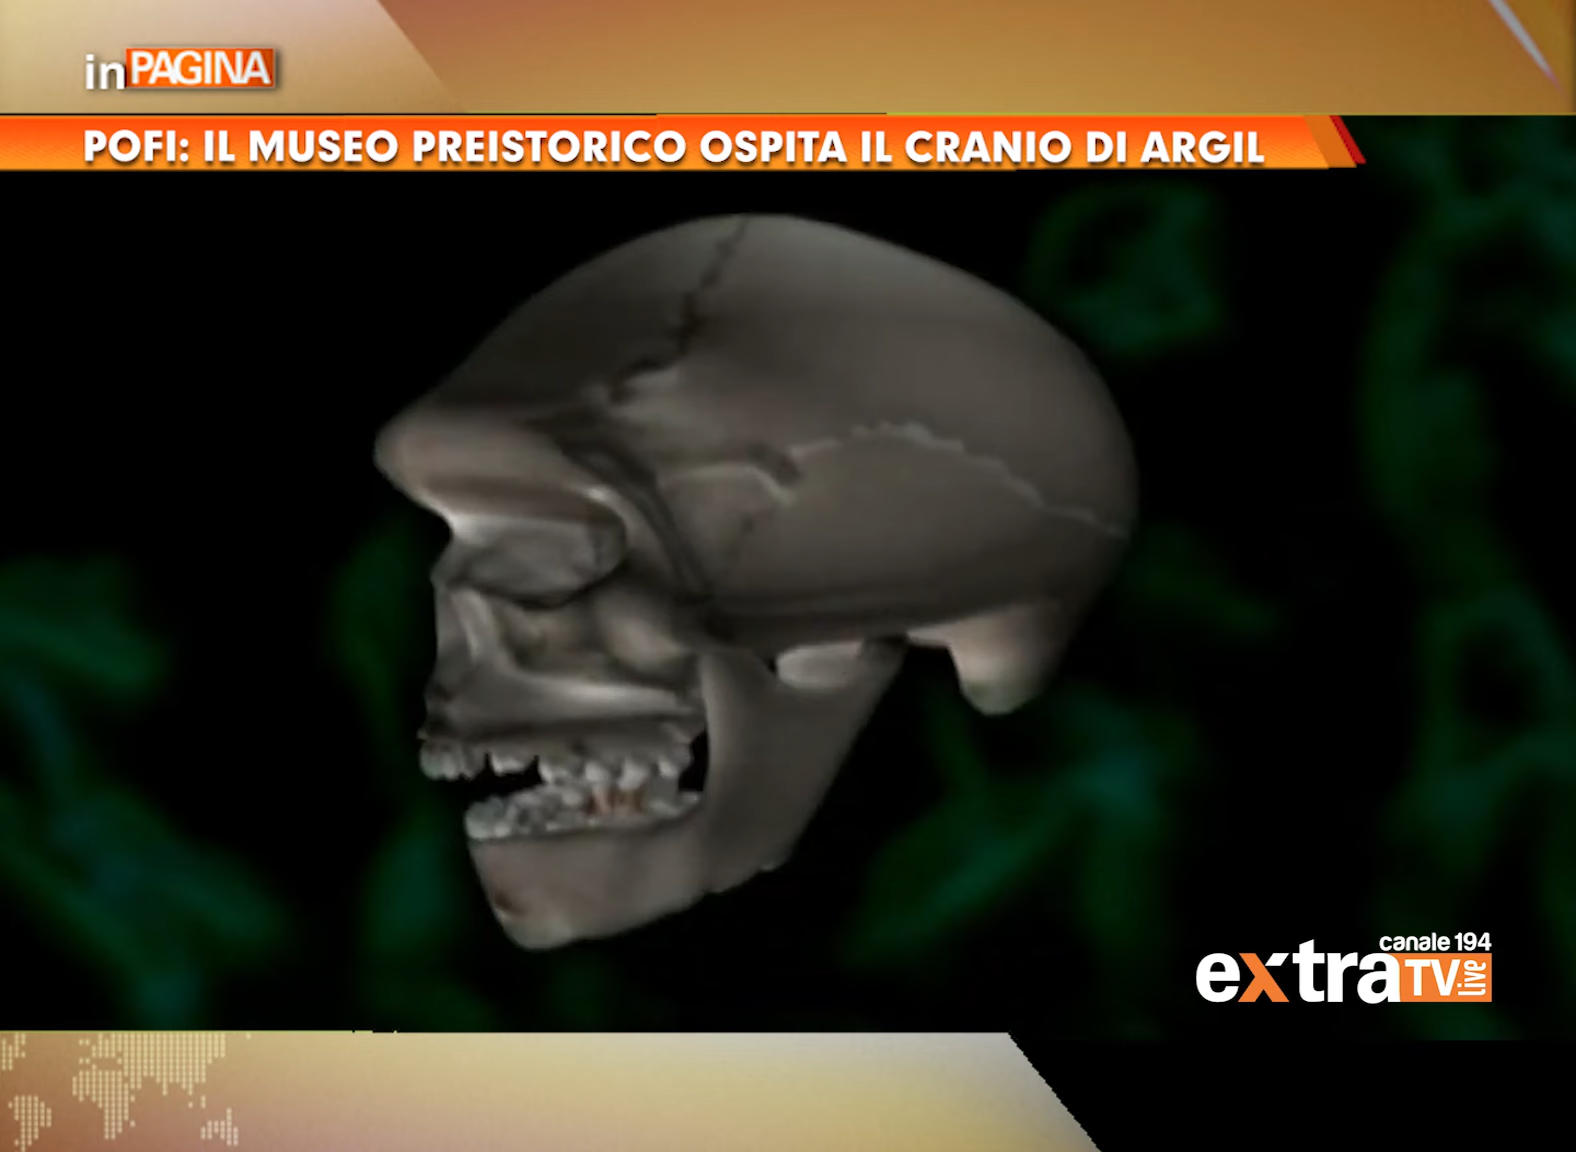 inPAGINA
POFI: IL MUSEO PREISTORICO OSPITA IL CRANIO DI ARGIL
canale 194
extraTV live